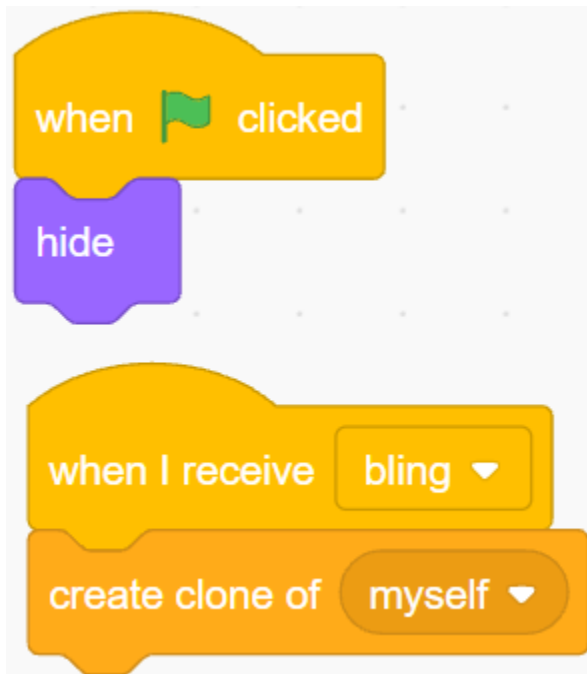 when clicked
hide
when I receive bling
create clone of myself